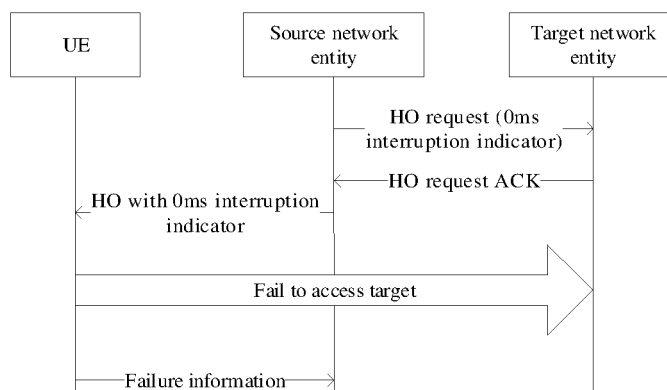 UE
Source network
entity
Target network
entity
HO request (0ms
interruption indicator)
HO request ACK
HO with 0ms interruption
indicator
Fail to access target
Failure information